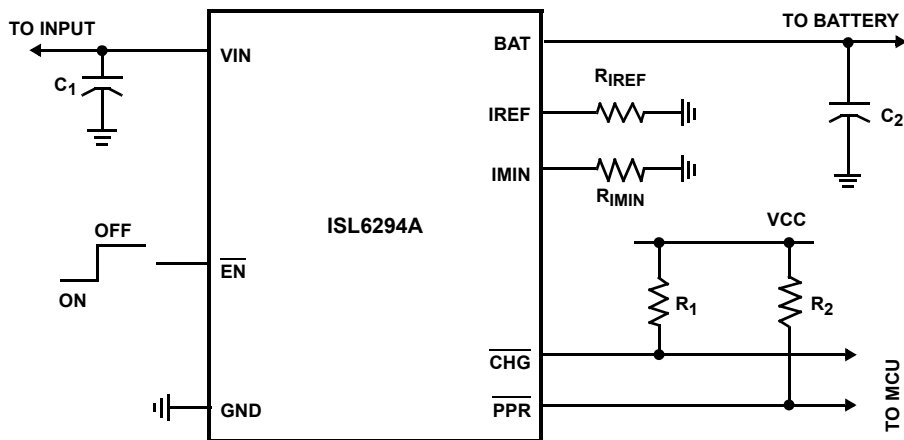 TO INPUT
C1
VIN
BAT
TO BATTERY
C2
IREF
RIREF
IMIN
RIMIN
ISL6294A
VCC
OFF
ON
EN
R1
R2
CHG
GND
PPR
TO MCU